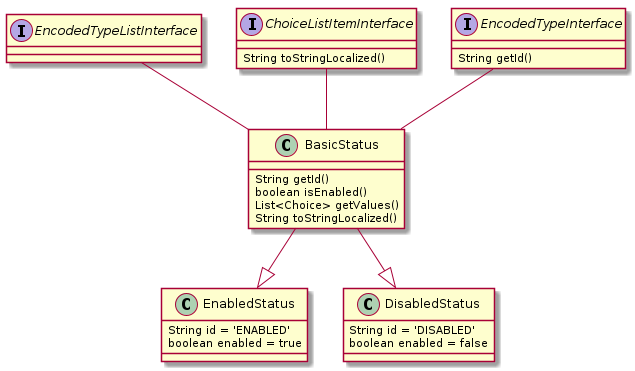 I EncodedTypeListInterface
I ChoiceListItemInterface
String toStringLocalized()
I EncodedTypeInterface
String getId()
C BasicStatus
String getId()
boolean isEnabled()
List<Choice> getValues()
String toStringLocalized()
C EnabledStatus
String id = 'ENABLED'
boolean enabled = true
C DisabledStatus
String id = 'DISABLED'
boolean enabled = false